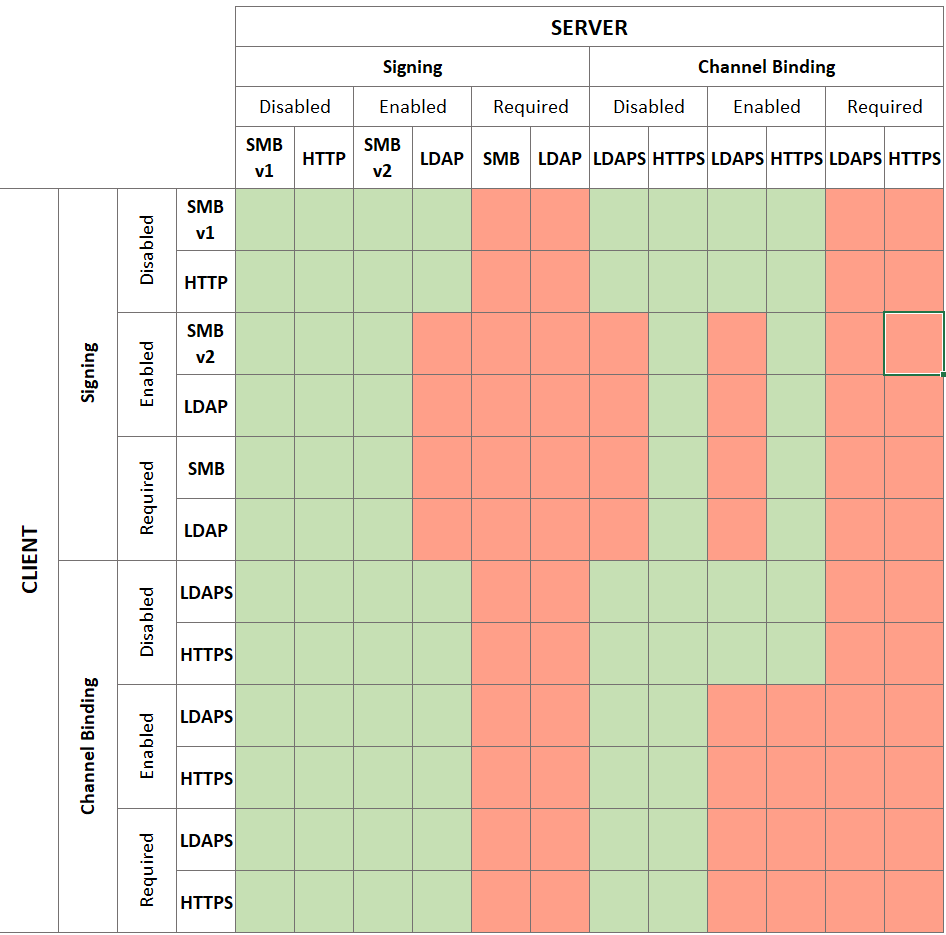 SERVER
Signing
Channel Binding
Disabled
Enabled
Required
Disabled
Enabled
Required
SMB
v1
HTTP
SMB
v2
LDAP
SMB
LDAP
LDAPS
HTTPS
LDAPS
HTTPS
LDAPS
HTTPS
CLIENT
Signing
Disabled
SMB
v1
HTTP
Enabled
SMB
v2
LDAP
Required
SMB
LDAP
Channel Binding
Disabled
LDAPS
HTTPS
Enabled
LDAPS
HTTPS
Required
LDAPS
HTTPS